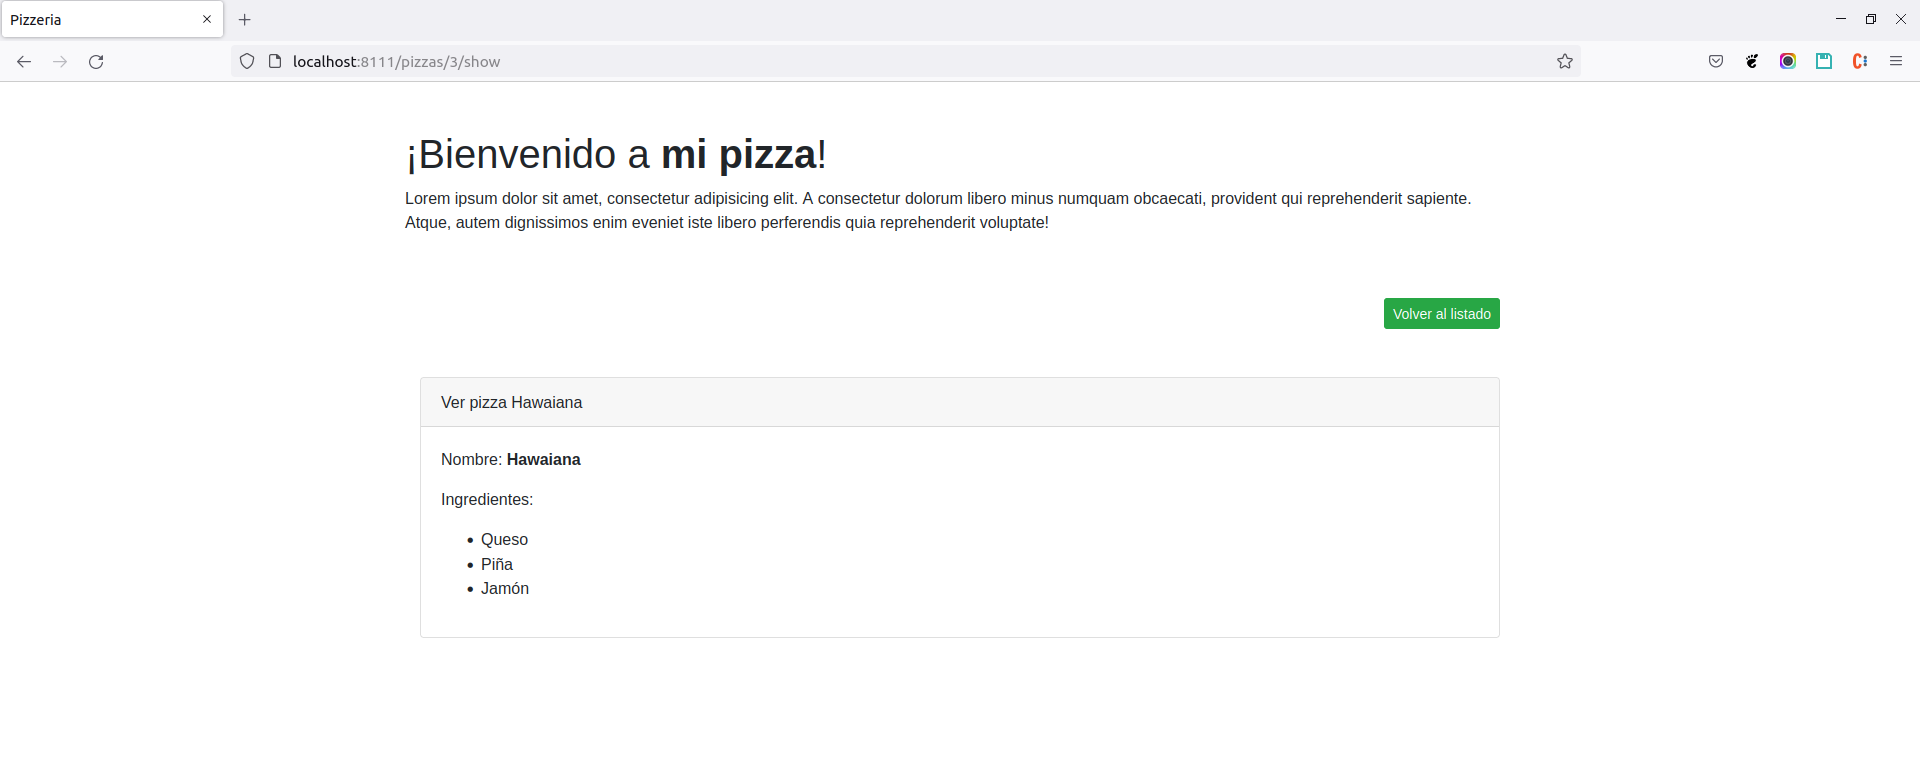 Pizzeria
localhost:8111/pizzas/3/show
¡Bienvenido a mi pizza!
Lorem ipsum dolor sit amet, consectetur adipisicing elit. A consectetur dolorum libero minus numquam obcaecati, provident qui reprehenderit sapiente.
Atque, autem dignissimos enim eveniet iste libero perferendis quia reprehenderit voluptate!
Volver al listado
Ver pizza Hawaiana
Nombre: Hawaiana
Ingredientes:
Queso
Piña
Jamón